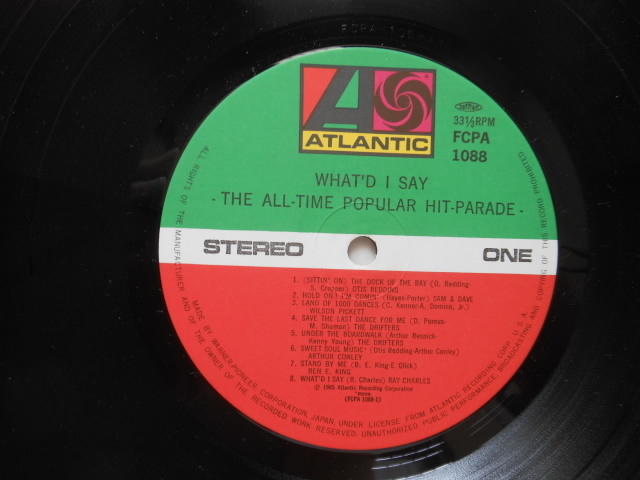 ATLANTIC
33⅓RPM
FCPA
1088
WHAT'D I SAY
- THE ALL-TIME POPULAR HIT-PARADE -
STEREO
ONE
1. (SITTIN' ON) THE DOCK OF THE BAY (O. Redding-
S. Cropper) OTIS REDDING
2. HOLD ON! I'M COMIN' (Hayes-Porter) SAM & DAVE
3. LAND OF 1000 DANCES (C. Kenner-A. Domino, Jr.)
WILSON PICKETT
4. SAVE THE LAST DANCE FOR ME (D. Pomus-
M. Shuman) THE DRIFTERS
5. UNDER THE BOARDWALK (Arthur Resnick-
Kenny Young) THE DRIFTERS
6. SWEET SOUL MUSIC (Otis Redding-Arthur Conley)
ARTHUR CONLEY
7. STAND BY ME (B. E. King-E. Glick)
BEN E. KING
8. WHAT'D I SAY (R. Charles) RAY CHARLES
Atlantic Recording Corporation
(FCPA 1088-1)
ALL RIGHTS OF THE MANUFACTURER AND OF THE OWNER OF THE RECORDED WORK RESERVED. UNAUTHORIZED PUBLIC PERFORMANCE, BROADCASTING AND COPYING OF THIS RECORD PROHIBITED
MADE BY WARNER-PIONEER CORPORATION, JAPAN, UNDER LICENSE FROM ATLANTIC RECORDING CORP. U.S.A.